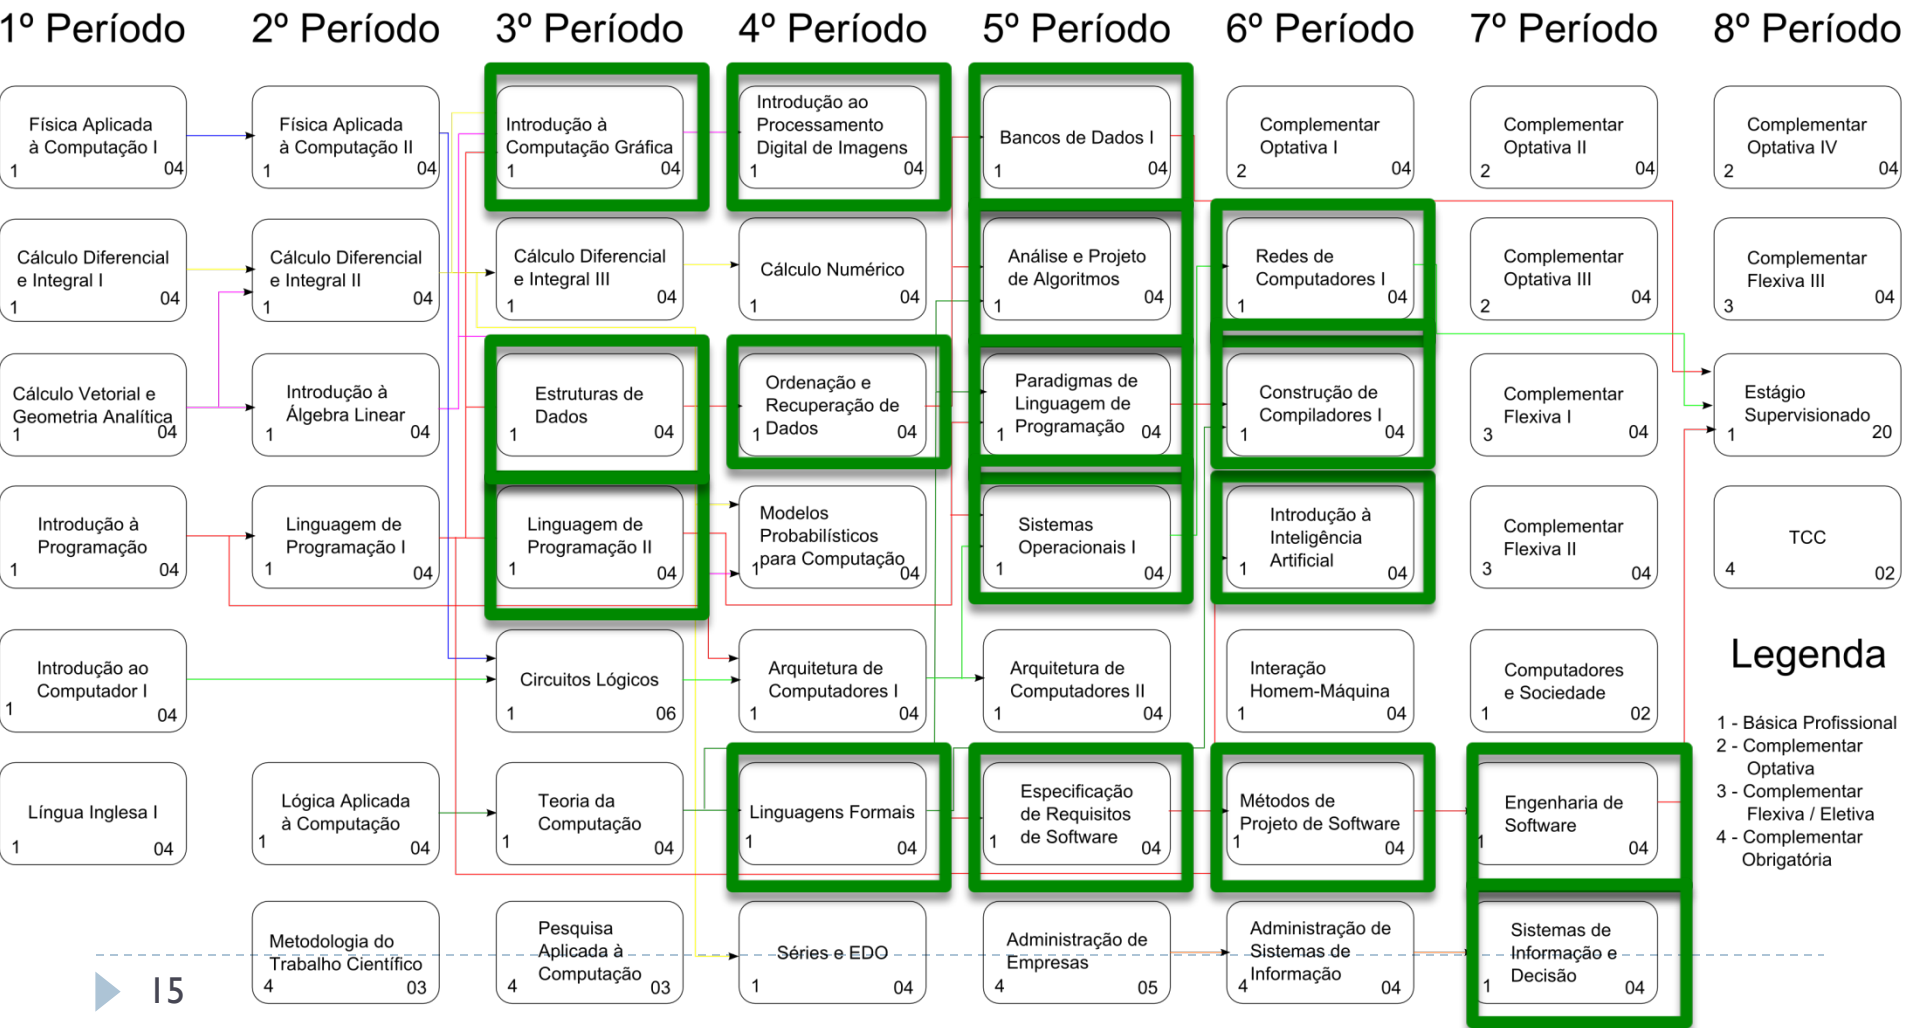 1º Período
2º Período
3º Período
4º Período
5º Período
6º Período
7º Período
8º Período
Física Aplicada
à Computação I
1 04
Física Aplicada
à Computação II
1 04
Introdução à
Computação Gráfica
1 04
Introdução ao
Processamento
Digital de Imagens
1 04
Bancos de Dados I
1 04
Complementar
Optativa I
2 04
Complementar
Optativa II
2 04
Complementar
Optativa IV
2 04
Cálculo Diferencial
e Integral I
1 04
Cálculo Diferencial
e Integral II
1 04
Cálculo Diferencial
e Integral III
1 04
Cálculo Numérico
1 04
Análise e Projeto
de Algoritmos
1 04
Redes de
Computadores I
1 04
Complementar
Optativa III
2 04
Complementar
Flexiva III
3 04
Cálculo Vetorial e
Geometria Analítica
1 04
Introdução à
Álgebra Linear
1 04
Estruturas de
Dados
1 04
Ordenação e
Recuperação de
Dados
1 04
Paradigmas de
Linguagem de
Programação
1 04
Construção de
Compiladores I
1 04
Complementar
Flexiva I
3 04
Estágio
Supervisionado
1 20
Introdução à
Programação
1 04
Linguagem de
Programação I
1 04
Linguagem de
Programação II
1 04
Modelos
Probabilísticos
para Computação
1 04
Sistemas
Operacionais I
1 04
Introdução à
Inteligência
Artificial
1 04
Complementar
Flexiva II
3 04
TCC
4 02
Introdução ao
Computador I
1 04
Circuitos Lógicos
1 06
Arquitetura de
Computadores I
1 04
Arquitetura de
Computadores II
1 04
Interação
Homem-Máquina
1 04
Computadores
e Sociedade
1 02
Legenda
1 - Básica Profissional
2 - Complementar
Optativa
3 - Complementar
Flexiva / Eletiva
4 - Complementar
Obrigatória
Língua Inglesa I
1 04
Lógica Aplicada
à Computação
1 04
Teoria da
Computação
1 04
Linguagens Formais
1 04
Especificação
de Requisitos
de Software
1 04
Métodos de
Projeto de Software
1 04
Engenharia de
Software
1 04
Metodologia do
Trabalho Científico
4 03
Pesquisa
Aplicada à
Computação
4 03
Séries e EDO
1 04
Administração de
Empresas
4 05
Administração de
Sistemas de
Informação
4 04
Sistemas de
Informação e
Decisão
1 04
15